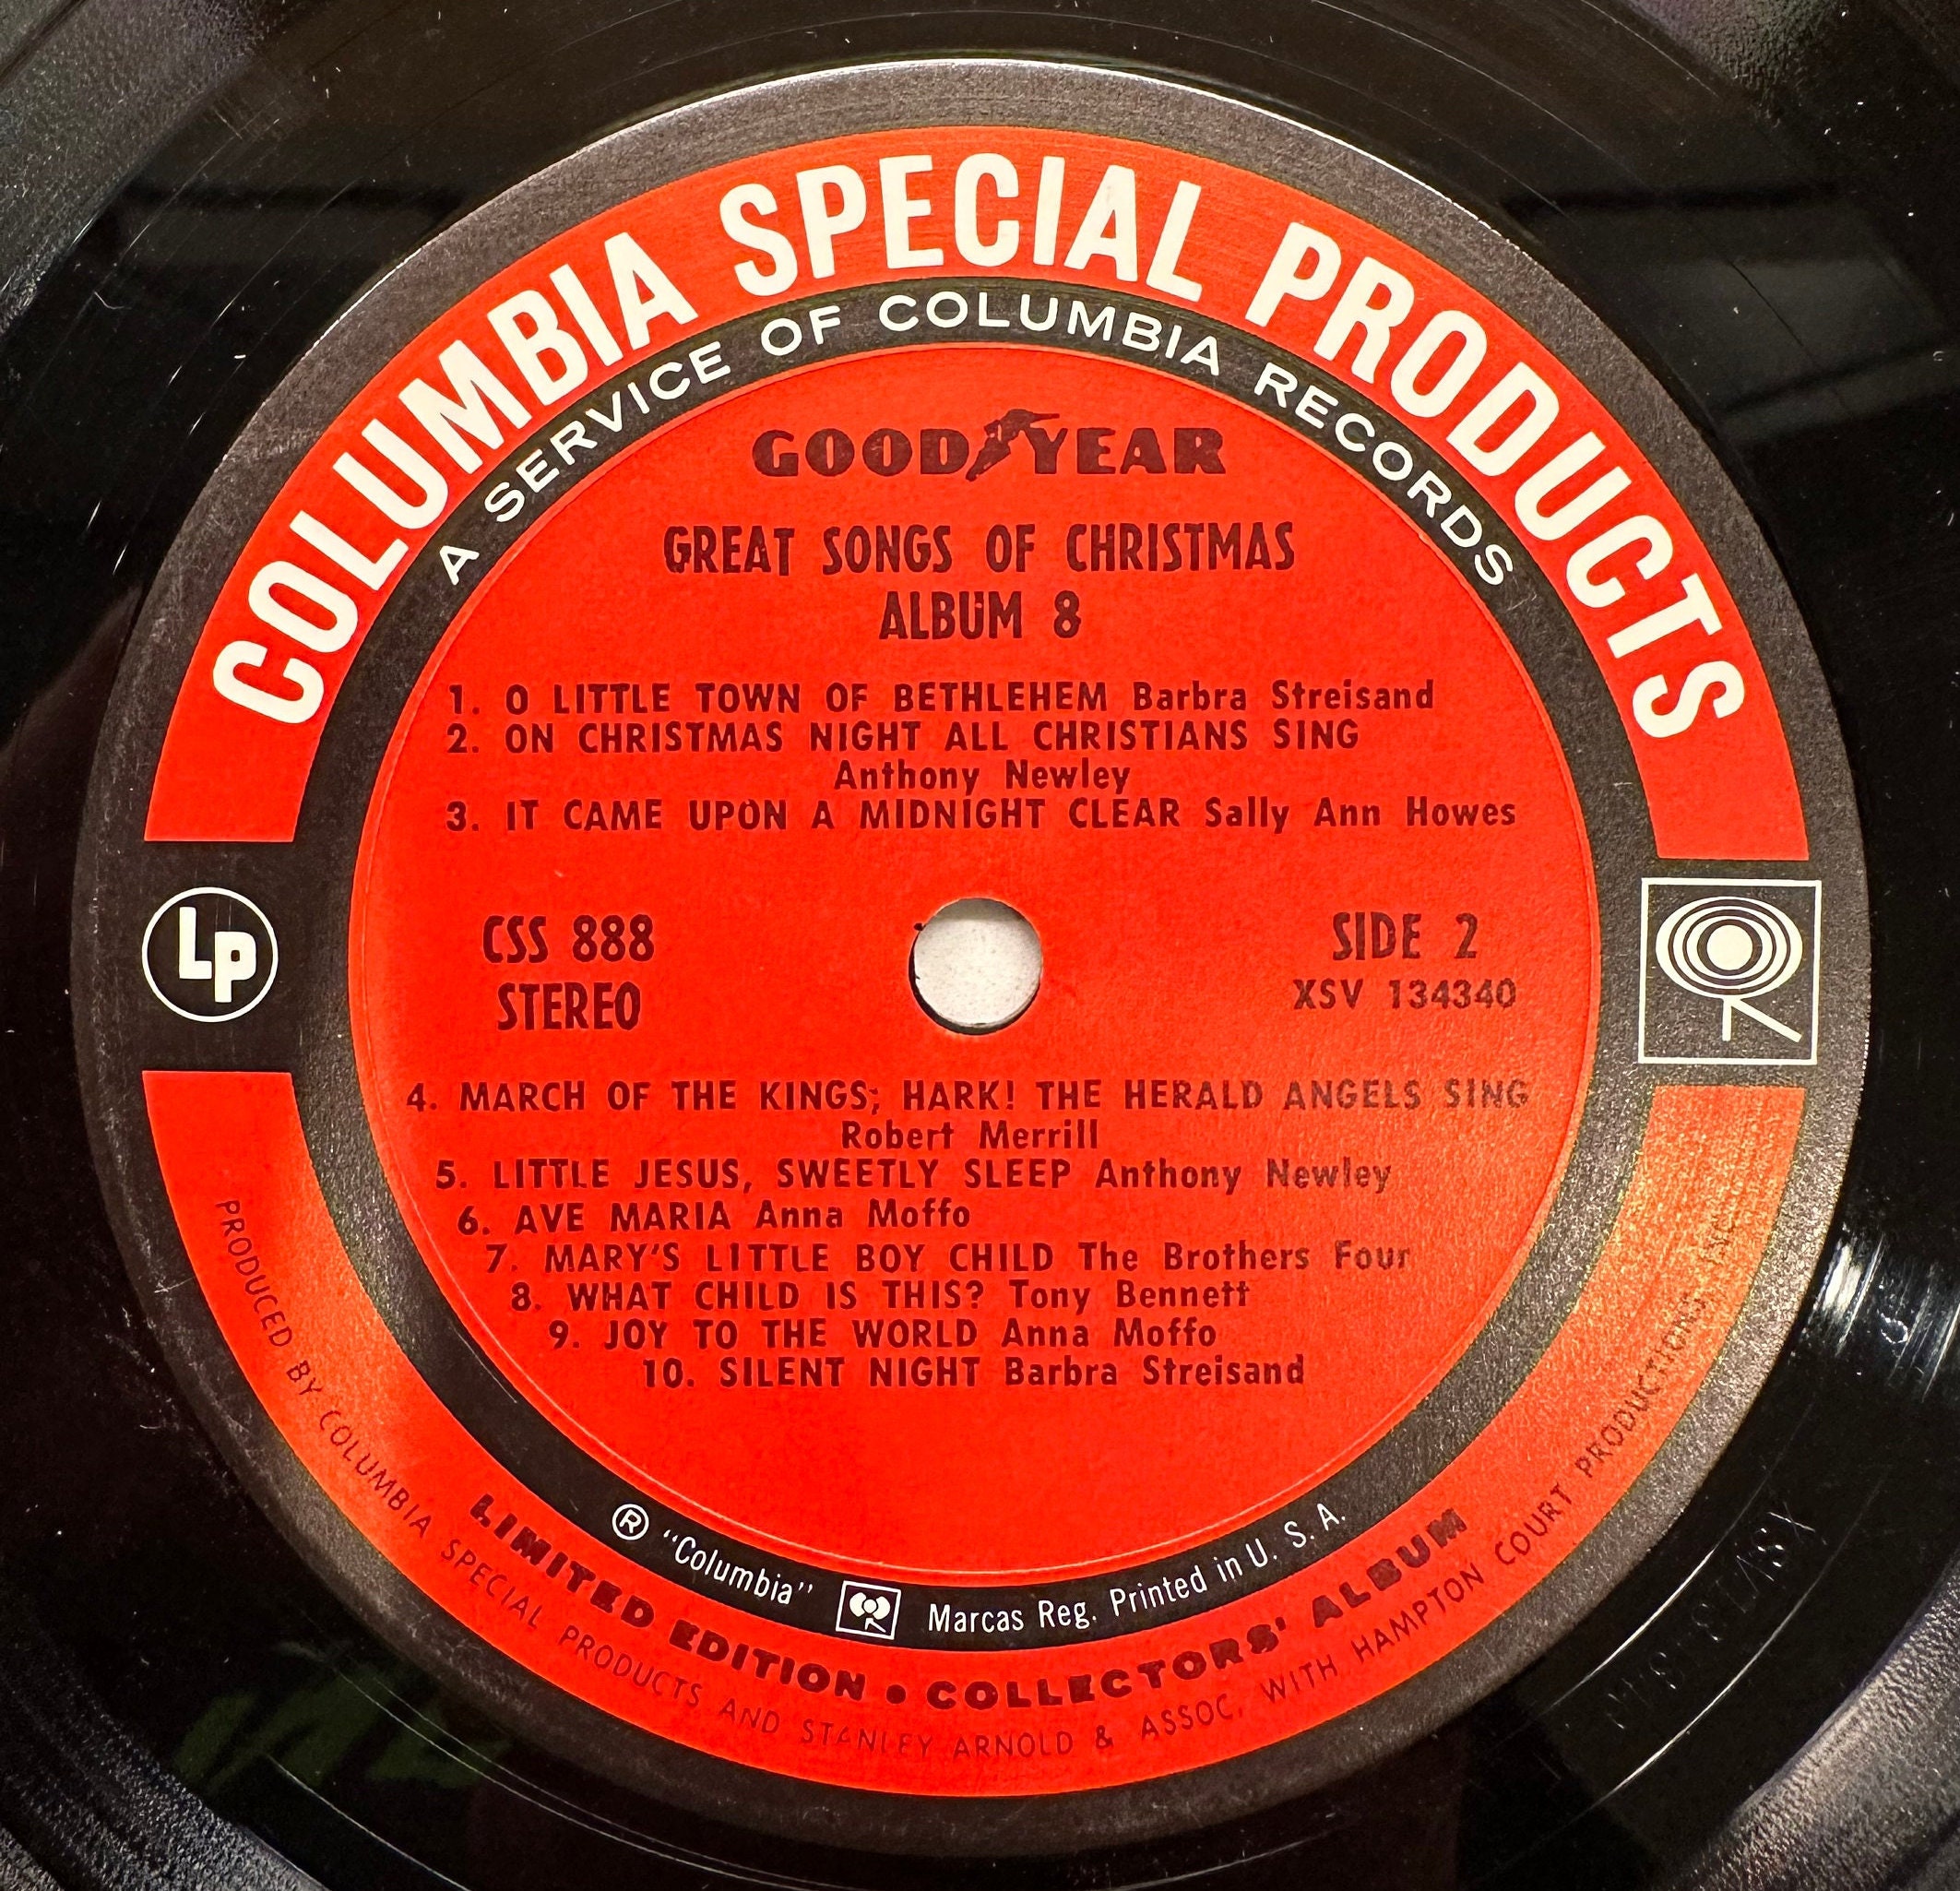 COLUMBIA SPECIAL PRODUCTS
A SERVICE OF COLUMBIA RECORDS
GOODYEAR
GREAT SONGS OF CHRISTMAS
ALBUM 8
1. O LITTLE TOWN OF BETHLEHEM Barbra Streisand
2. ON CHRISTMAS NIGHT ALL CHRISTIANS SING
Anthony Newley
3. IT CAME UPON A MIDNIGHT CLEAR Sally Ann Howes
Lp
CSS 888
STEREO
SIDE 2
XSV 134340
4. MARCH OF THE KINGS; HARK! THE HERALD ANGELS SING
Robert Merrill
5. LITTLE JESUS, SWEETLY SLEEP Anthony Newley
6. AVE MARIA Anna Moffo
7. MARY'S LITTLE BOY CHILD The Brothers Four
8. WHAT CHILD IS THIS? Tony Bennett
9. JOY TO THE WORLD Anna Moffo
10. SILENT NIGHT Barbra Streisand
® "Columbia" Marcas Reg. Printed in U. S. A.
LIMITED EDITION • COLLECTORS' ALBUM
PRODUCED BY COLUMBIA SPECIAL PRODUCTS AND STANLEY ARNOLD & ASSOC. WITH HAMPTON COURT PRODUCTIONS, INC.